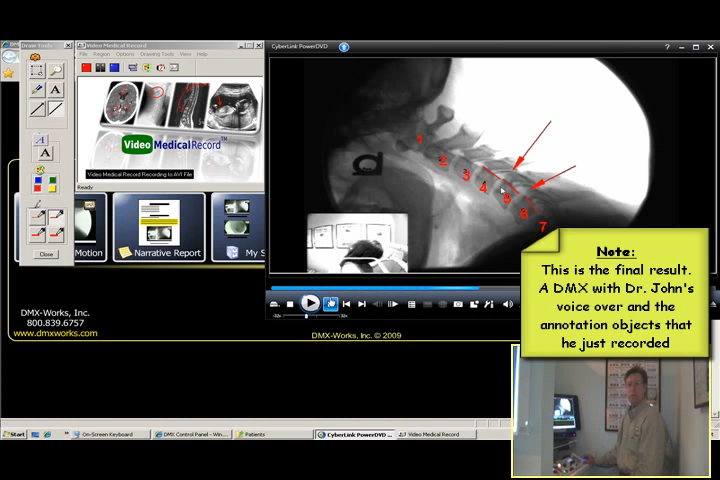 Draw Tools
Video Medical Record
File Region Options Drawing Tools View Help
Video MedicalRecord™
Video Medical Record Recording to AVI File
Ready
Close
Motion
Narrative Report
My S
DMX-Works, Inc.
800.839.6757
www.dmxworks.com
DMX-Works, Inc. © 2009
CyberLink PowerDVD
1
2
3
4
5
6
7
d
-32x
32x
Note:
This is the final result.
A DMX with Dr. John's
voice over and the
annotation objects that
he just recorded
Start
On-Screen Keyboard
DMX Control Panel - Win...
Patients
CyberLink PowerDVD ...
Video Medical Record